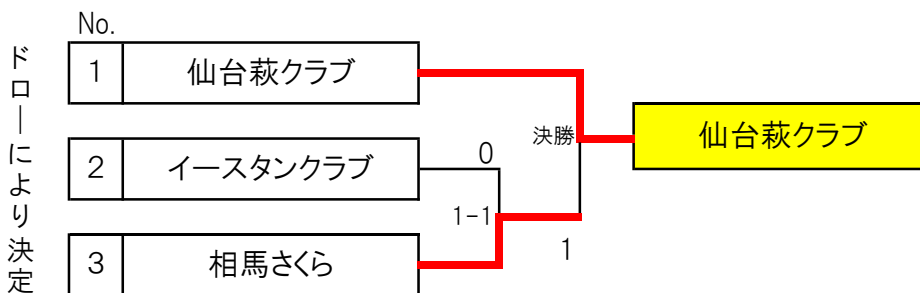 No.
ドローにより決定
1 仙台萩クラブ
2 イースタンクラブ
3 相馬さくら
0
1-1
決勝
1
仙台萩クラブ